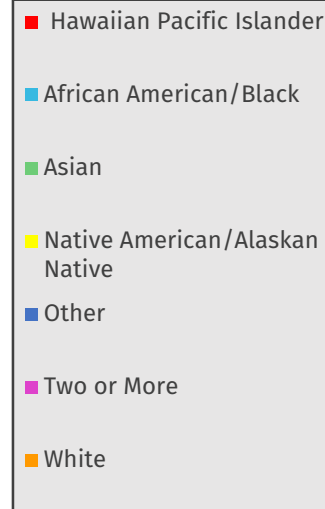 Hawaiian Pacific Islander
African American/Black
Asian
Native American/Alaskan
Native
Other
Two or More
White